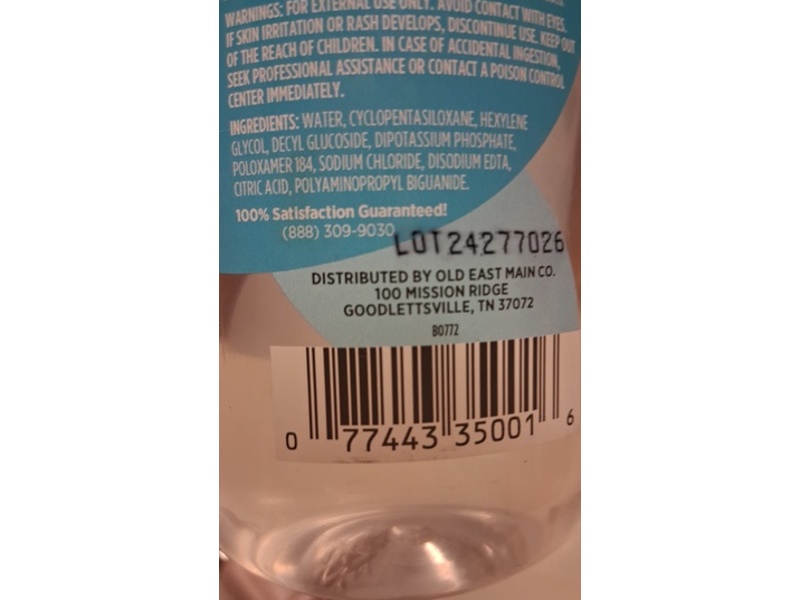 WARNINGS: FOR EXTERNAL USE ONLY. AVOID CONTACT WITH EYES.
IF SKIN IRRITATION OR RASH DEVELOPS, DISCONTINUE USE. KEEP OUT
OF THE REACH OF CHILDREN. IN CASE OF ACCIDENTAL INGESTION,
SEEK PROFESSIONAL ASSISTANCE OR CONTACT A POISON CONTROL
CENTER IMMEDIATELY.
INGREDIENTS: WATER, CYCLOPENTASILOXANE, HEXYLENE
GLYCOL, DECYL GLUCOSIDE, DIPOTASSIUM PHOSPHATE,
POLOXAMER 184, SODIUM CHLORIDE, DISODIUM EDTA,
CITRIC ACID, POLYAMINOPROPYL BIGUANIDE.
100% Satisfaction Guaranteed!
(888) 309-9030
LOT24277026
DISTRIBUTED BY OLD EAST MAIN CO.
100 MISSION RIDGE
GOODLETTSVILLE, TN 37072
B0772
0 77443 35001 6